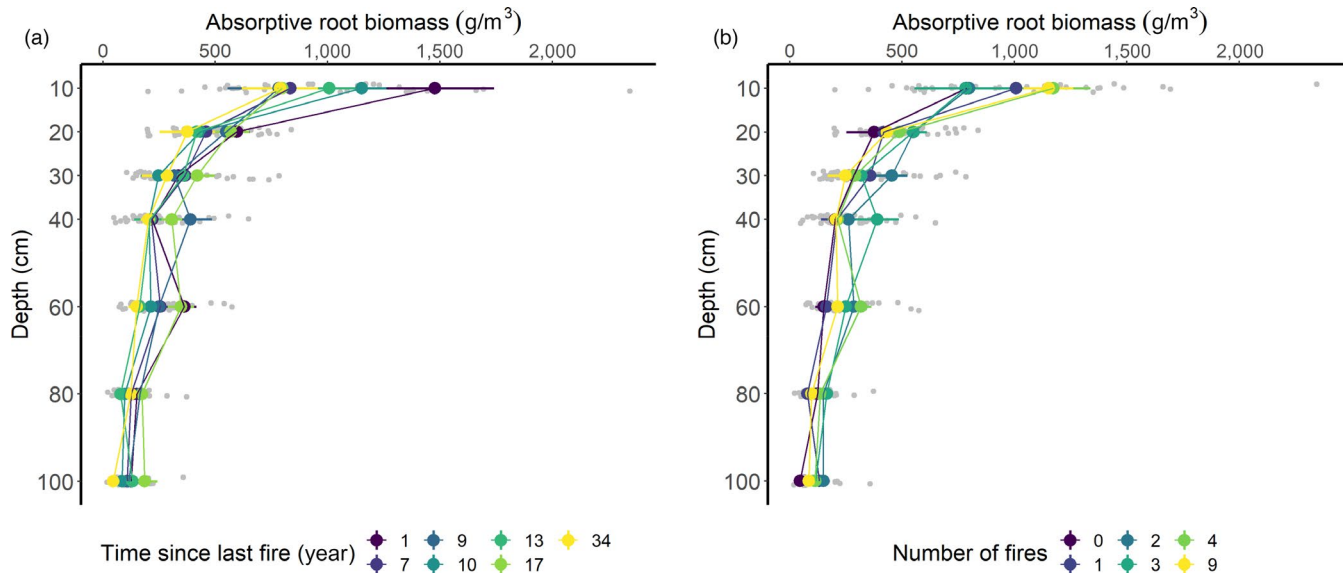 Absorptive root biomass (g/m³)
(a)
0 500 1,000 1,500 2,000
10
20
30
40
60
80
100
Depth (cm)
Time since last fire (year)
1 9 13 34
7 10 17
Absorptive root biomass (g/m³)
(b)
0 500 1,000 1,500 2,000
10
20
30
40
60
80
100
Depth (cm)
Number of fires
0 2 4
1 3 9